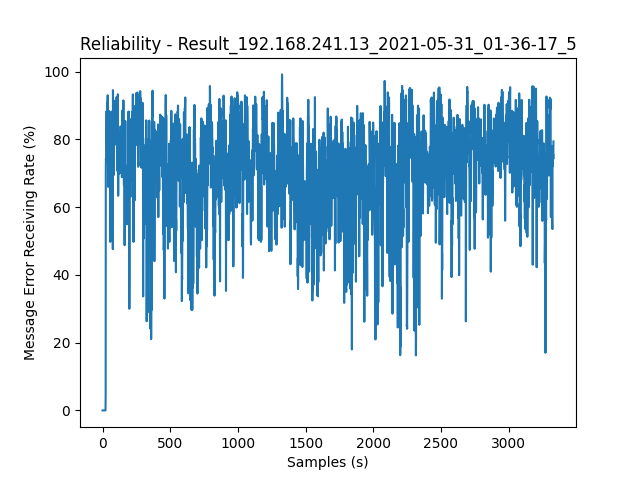 Reliability - Result_192.168.241.13_2021-05-31_01-36-17_5
100
80
60
40
20
0
Message Error Receiving Rate (%)
0 500 1000 1500 2000 2500 3000
Samples (s)